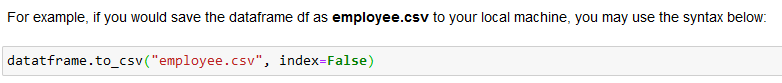 For example, if you would save the dataframe df as employee.csv to your local machine, you may use the syntax below:
datatframe.to_csv("employee.csv", index=False)